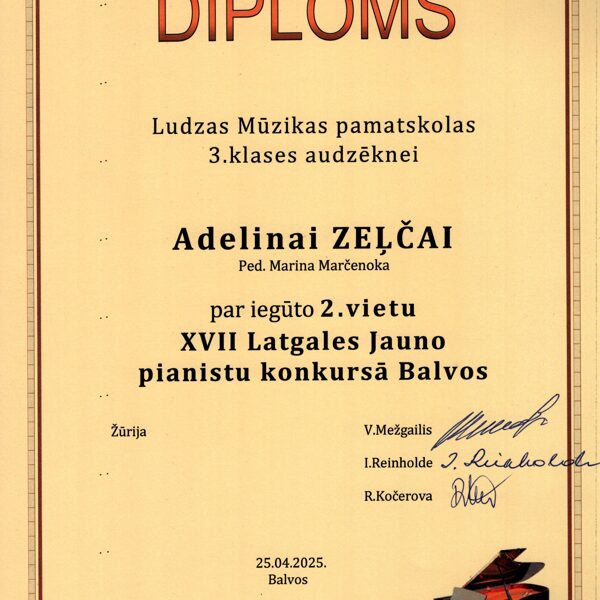 DIPLOMS
Ludzas Mūzikas pamatskolas
3.klases audzēknei
Adelinai ZEĻČAI
Ped. Marina Marčenoka
par iegūto 2.vietu
XVII Latgales Jauno
pianistu konkursā Balvos
Žūrija
V.Mežgailis
I.Reinholde
R.Kočerova
25.04.2025.
Balvos